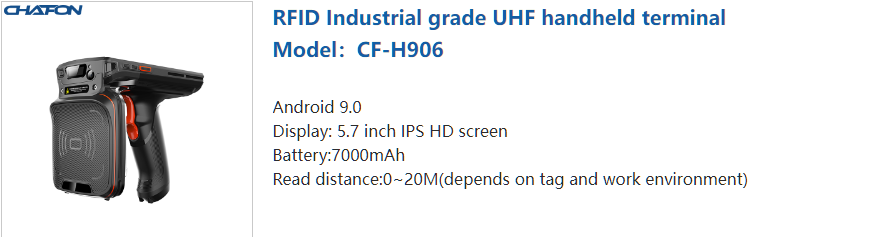 CHAFON
RFID Industrial grade UHF handheld terminal
Model：CF-H906
Android 9.0
Display: 5.7 inch IPS HD screen
Battery:7000mAh
Read distance:0~20M(depends on tag and work environment)